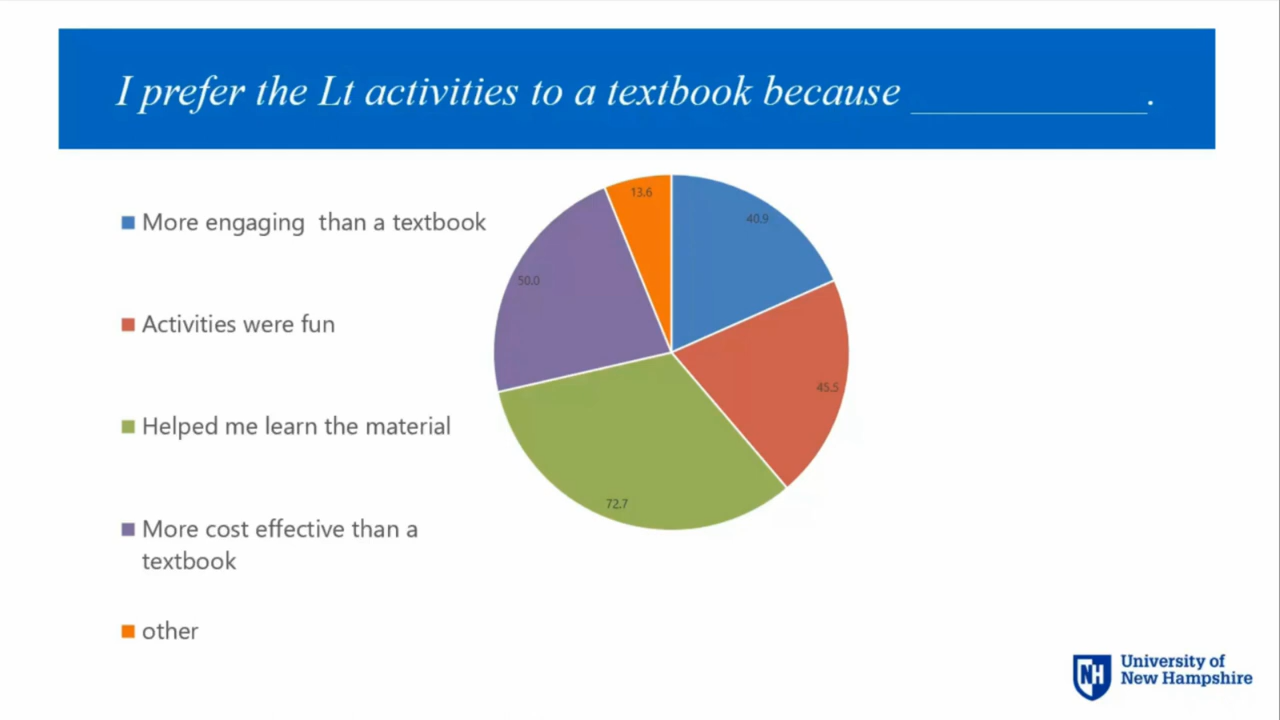 I prefer the Lt activities to a textbook because ____________.
More engaging than a textbook
Activities were fun
Helped me learn the material
More cost effective than a
textbook
other
13.6
40.9
50.0
45.5
72.7
NH
University of
New Hampshire